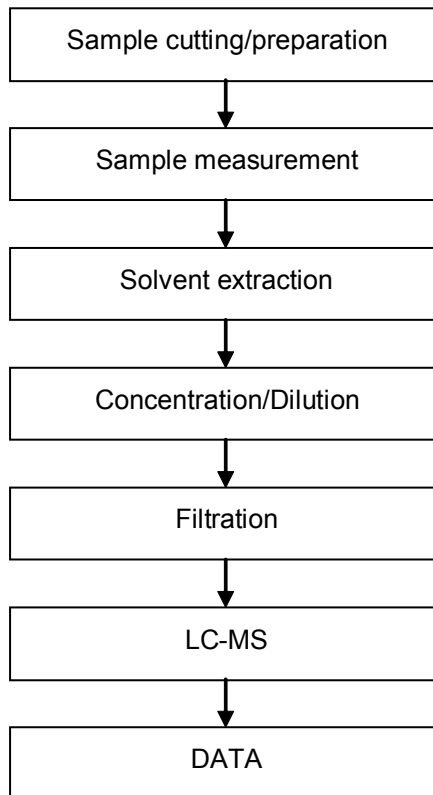 Sample cutting/preparation
Sample measurement
Solvent extraction
Concentration/Dilution
Filtration
LC-MS
DATA